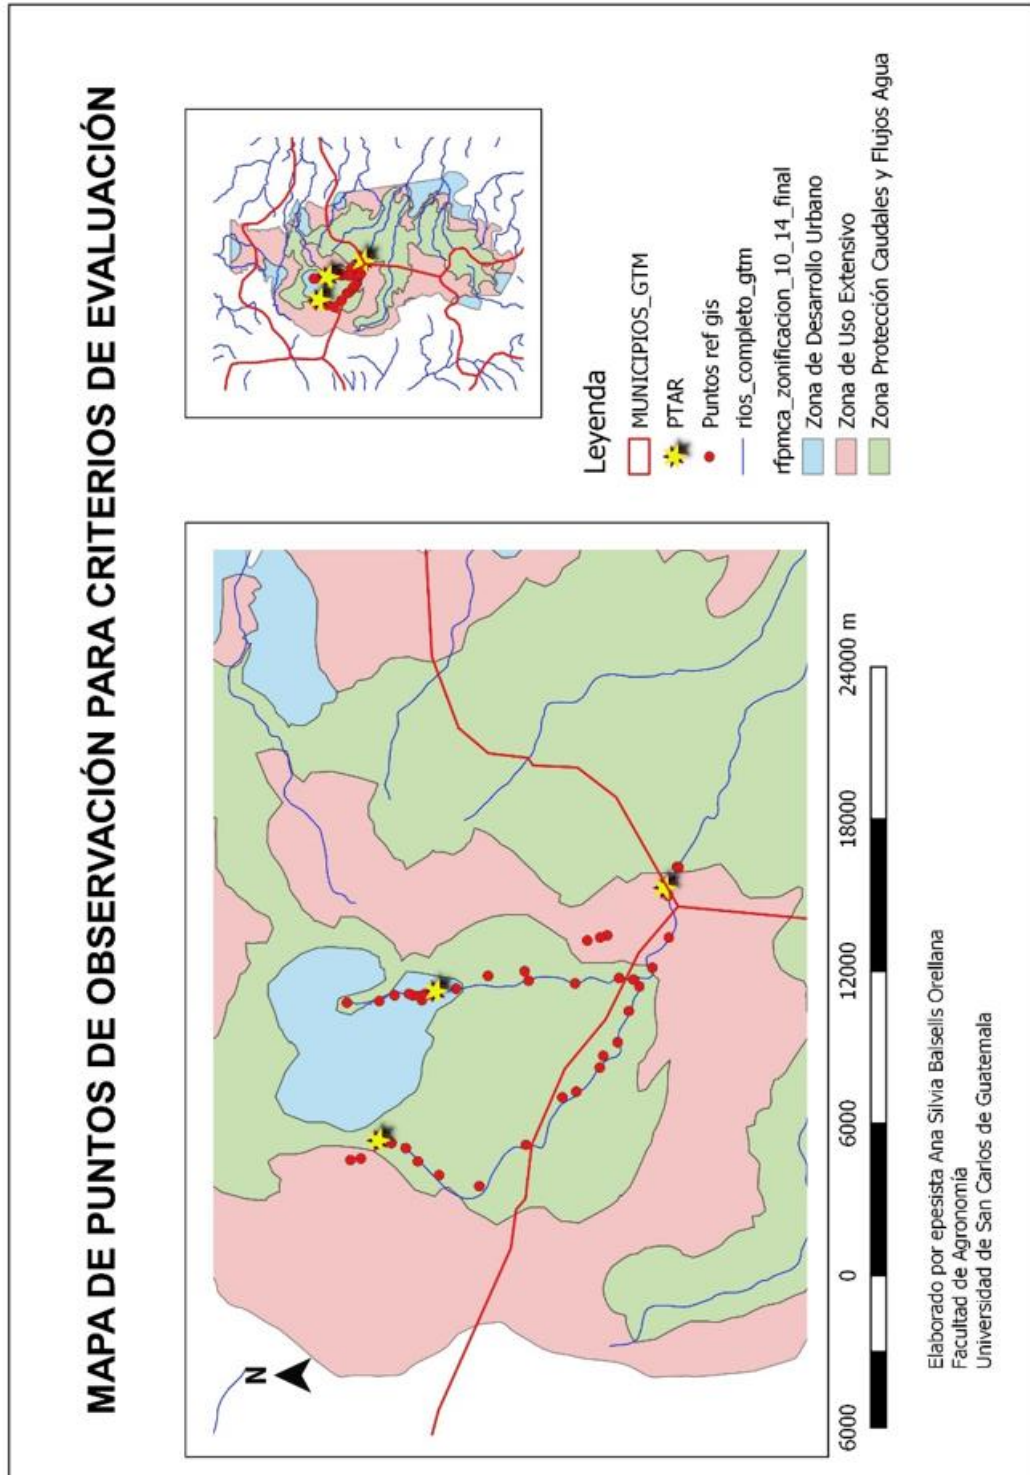 MAPA DE PUNTOS DE OBSERVACIÓN PARA CRITERIOS DE EVALUACIÓN
N
Leyenda
MUNICIPIOS_GTM
PTAR
Puntos ref gis
rios_completo_gtm
rfpmca_zonificacion_10_14_final
Zona de Desarrollo Urbano
Zona de Uso Extensivo
Zona Protección Caudales y Flujos Agua
6000 0 6000 12000 18000 24000 m
Elaborado por epesista Ana Silvia Balsells Orellana
Facultad de Agronomía
Universidad de San Carlos de Guatemala